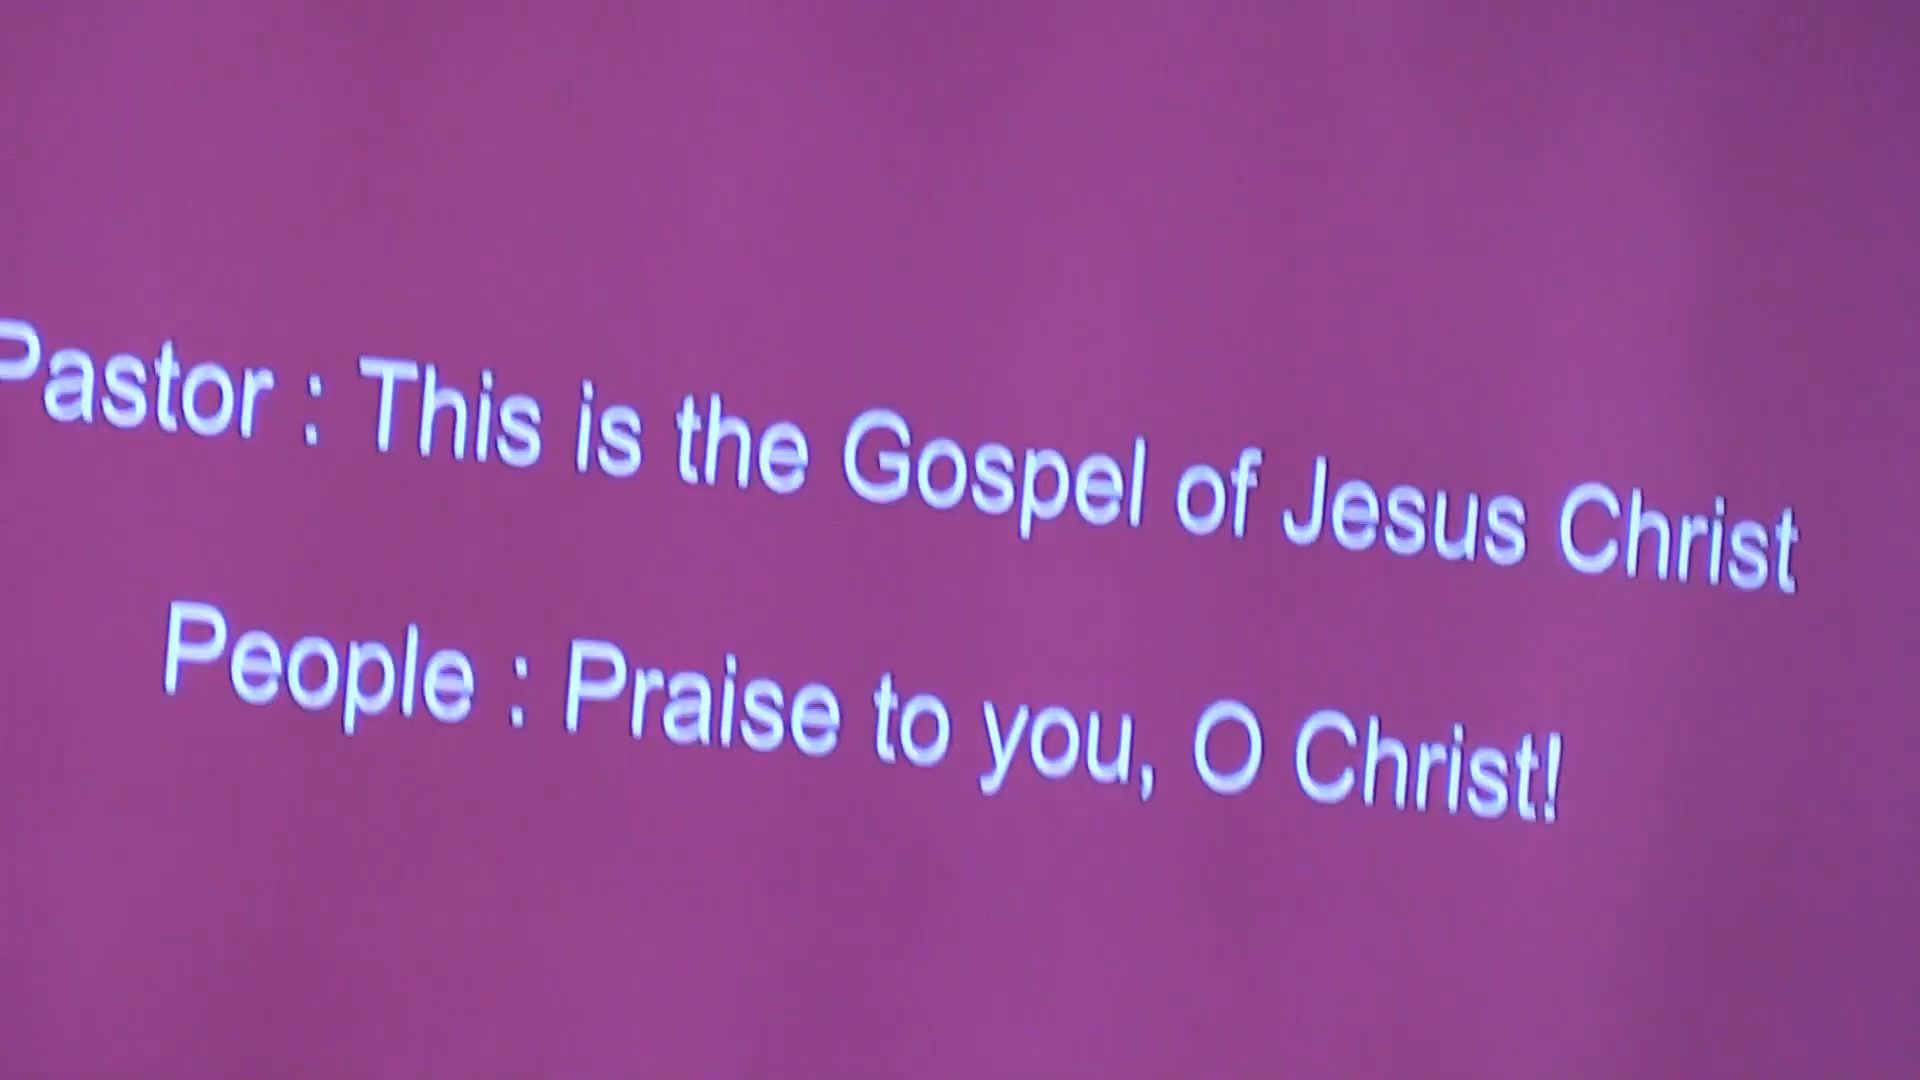 Pastor : This is the Gospel of Jesus Christ
People : Praise to you, O Christ!